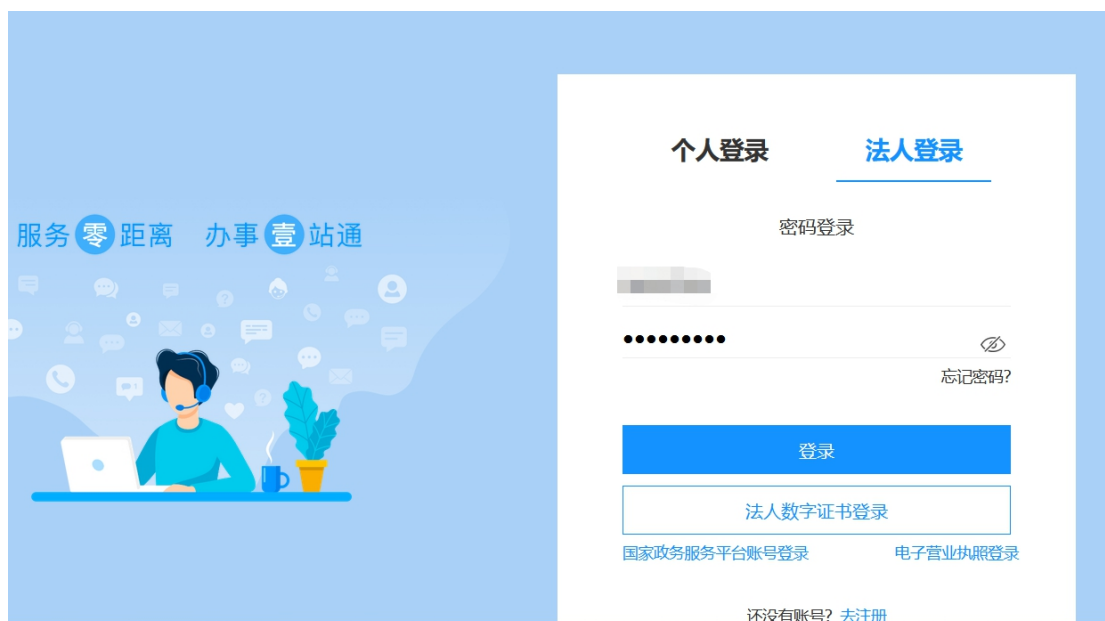 个人登录 法人登录
密码登录
服务零距离 办事壹站通
•••••••••
忘记密码?
登录
法人数字证书登录
国家政务服务平台账号登录 电子营业执照登录
还没有账号? 去注册